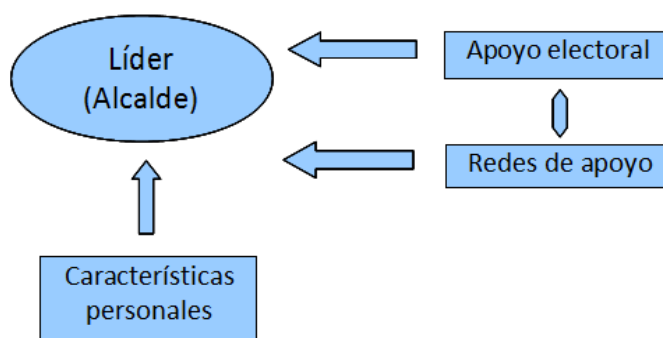 Líder
(Alcalde)
Apoyo electoral
Redes de apoyo
Características
personales